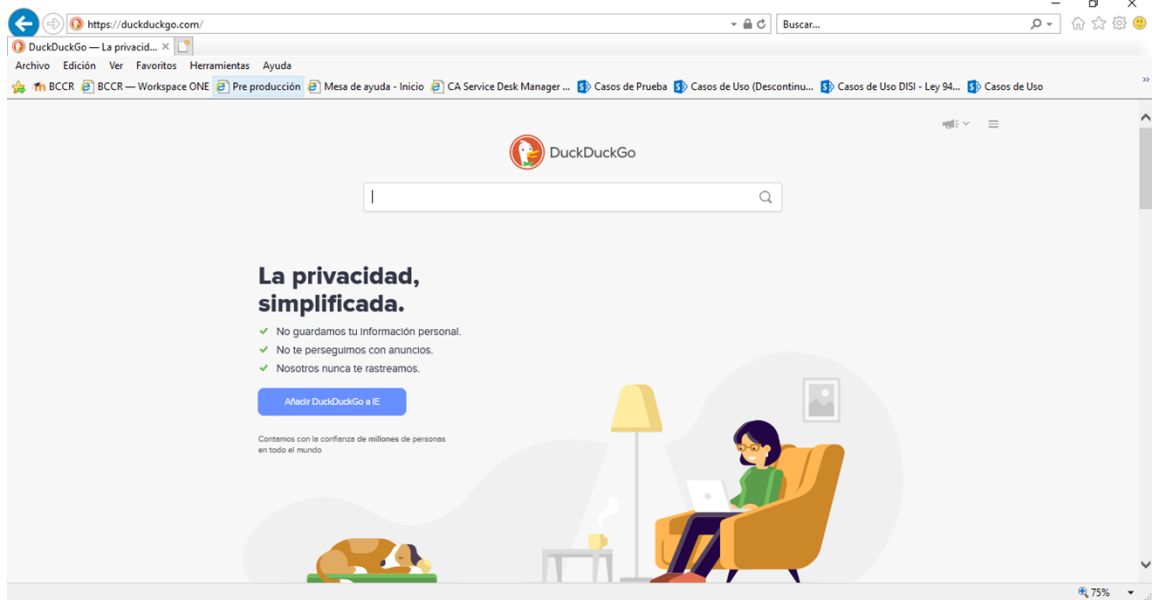 https://duckduckgo.com/
Buscar...
DuckDuckGo — La privacid...
Archivo Edición Ver Favoritos Herramientas Ayuda
BCCR BCCR — Workspace ONE Pre producción Mesa de ayuda - Inicio CA Service Desk Manager ... Casos de Prueba Casos de Uso (Descontinu... Casos de Uso DISI - Ley 94... Casos de Uso
DuckDuckGo
La privacidad,
simplificada.
No guardamos tu información personal.
No te perseguimos con anuncios.
Nosotros nunca te rastreamos.
Añadir DuckDuckGo a IE
Contamos con la confianza de millones de personas
en todo el mundo
75%